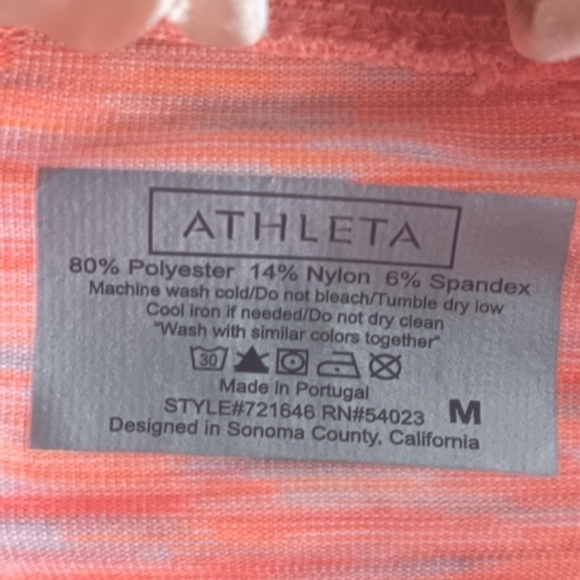 ATHLETA
80% Polyester 14% Nylon 6% Spandex
Machine wash cold/Do not bleach/Tumble dry low
Cool iron if needed/Do not dry clean
"Wash with similar colors together"
30
Made in Portugal
STYLE#721646 RN#54023 M
Designed in Sonoma County, California